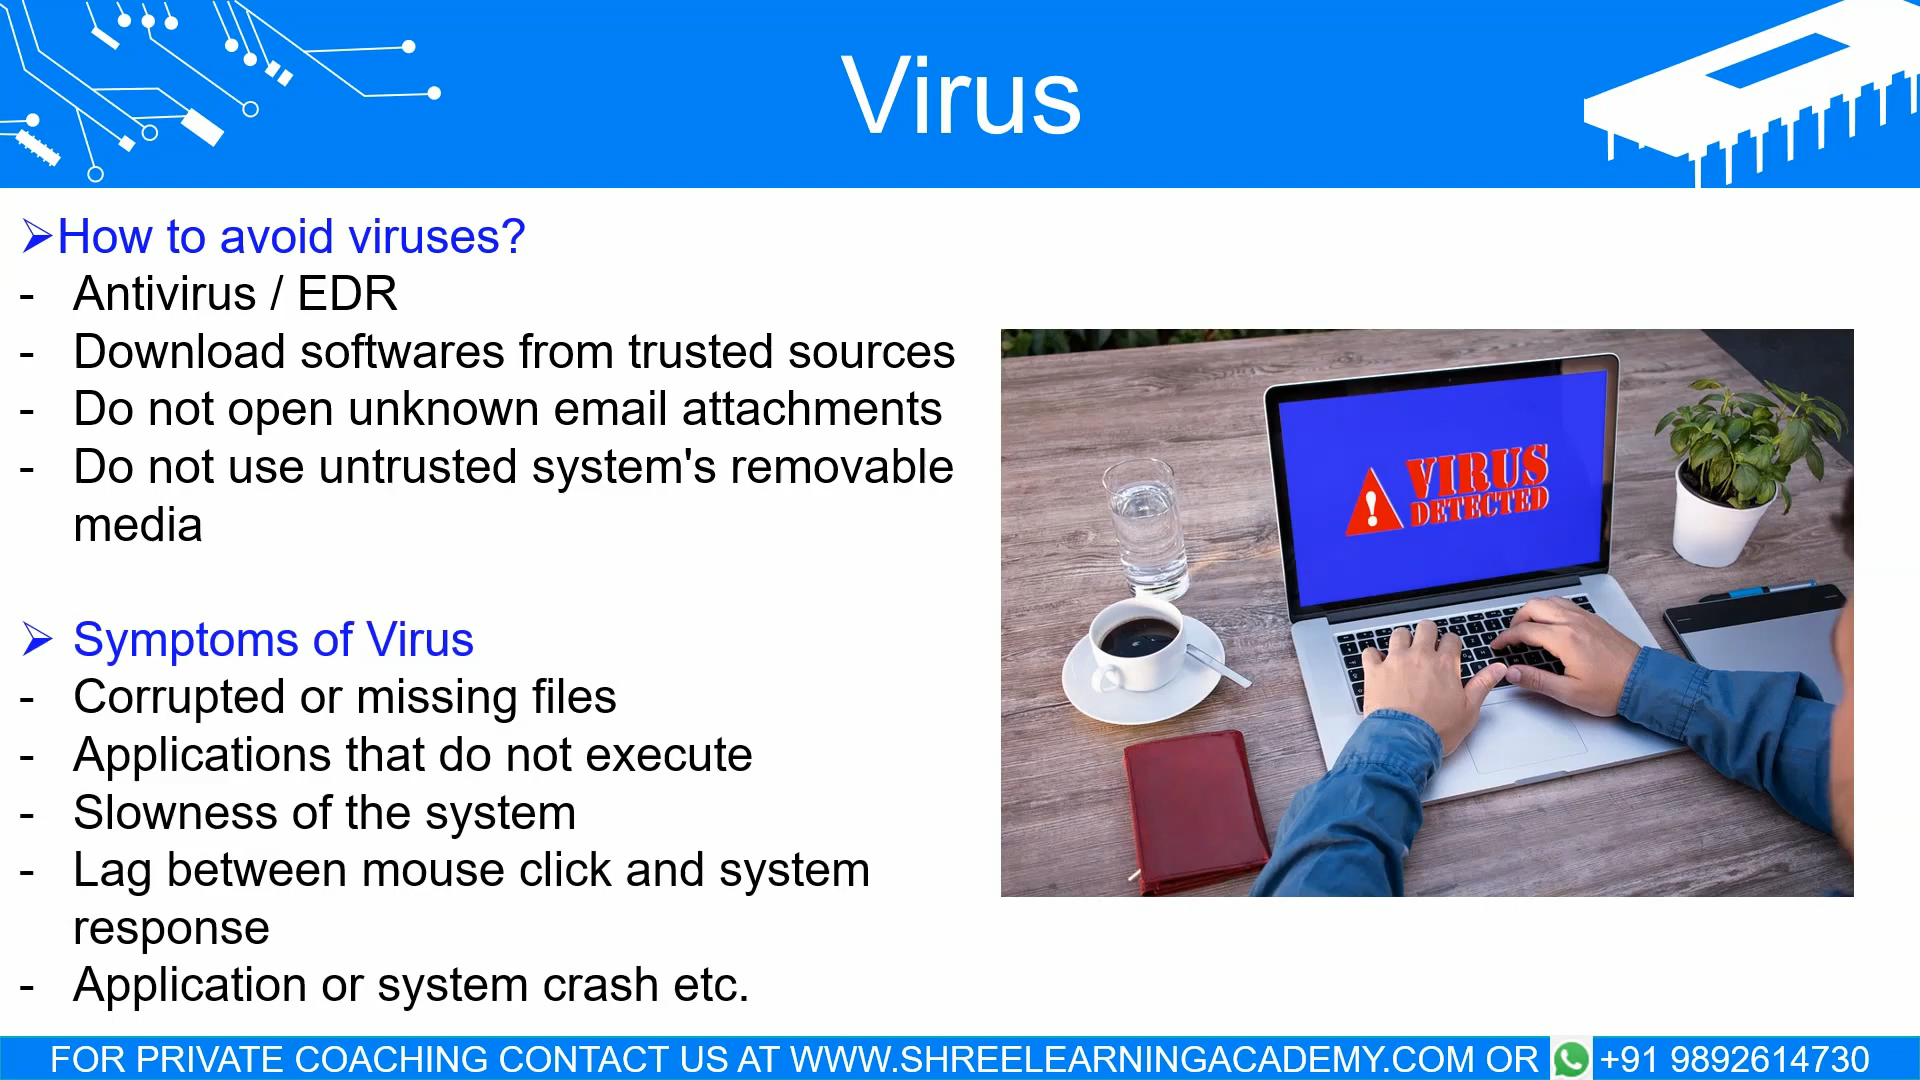 Virus
➢How to avoid viruses?
- Antivirus / EDR
- Download softwares from trusted sources
- Do not open unknown email attachments
- Do not use untrusted system's removable
media
➢ Symptoms of Virus
- Corrupted or missing files
- Applications that do not execute
- Slowness of the system
- Lag between mouse click and system
response
- Application or system crash etc.
VIRUS
DETECTED
FOR PRIVATE COACHING CONTACT US AT WWW.SHREELEARNINGACADEMY.COM OR +91 9892614730